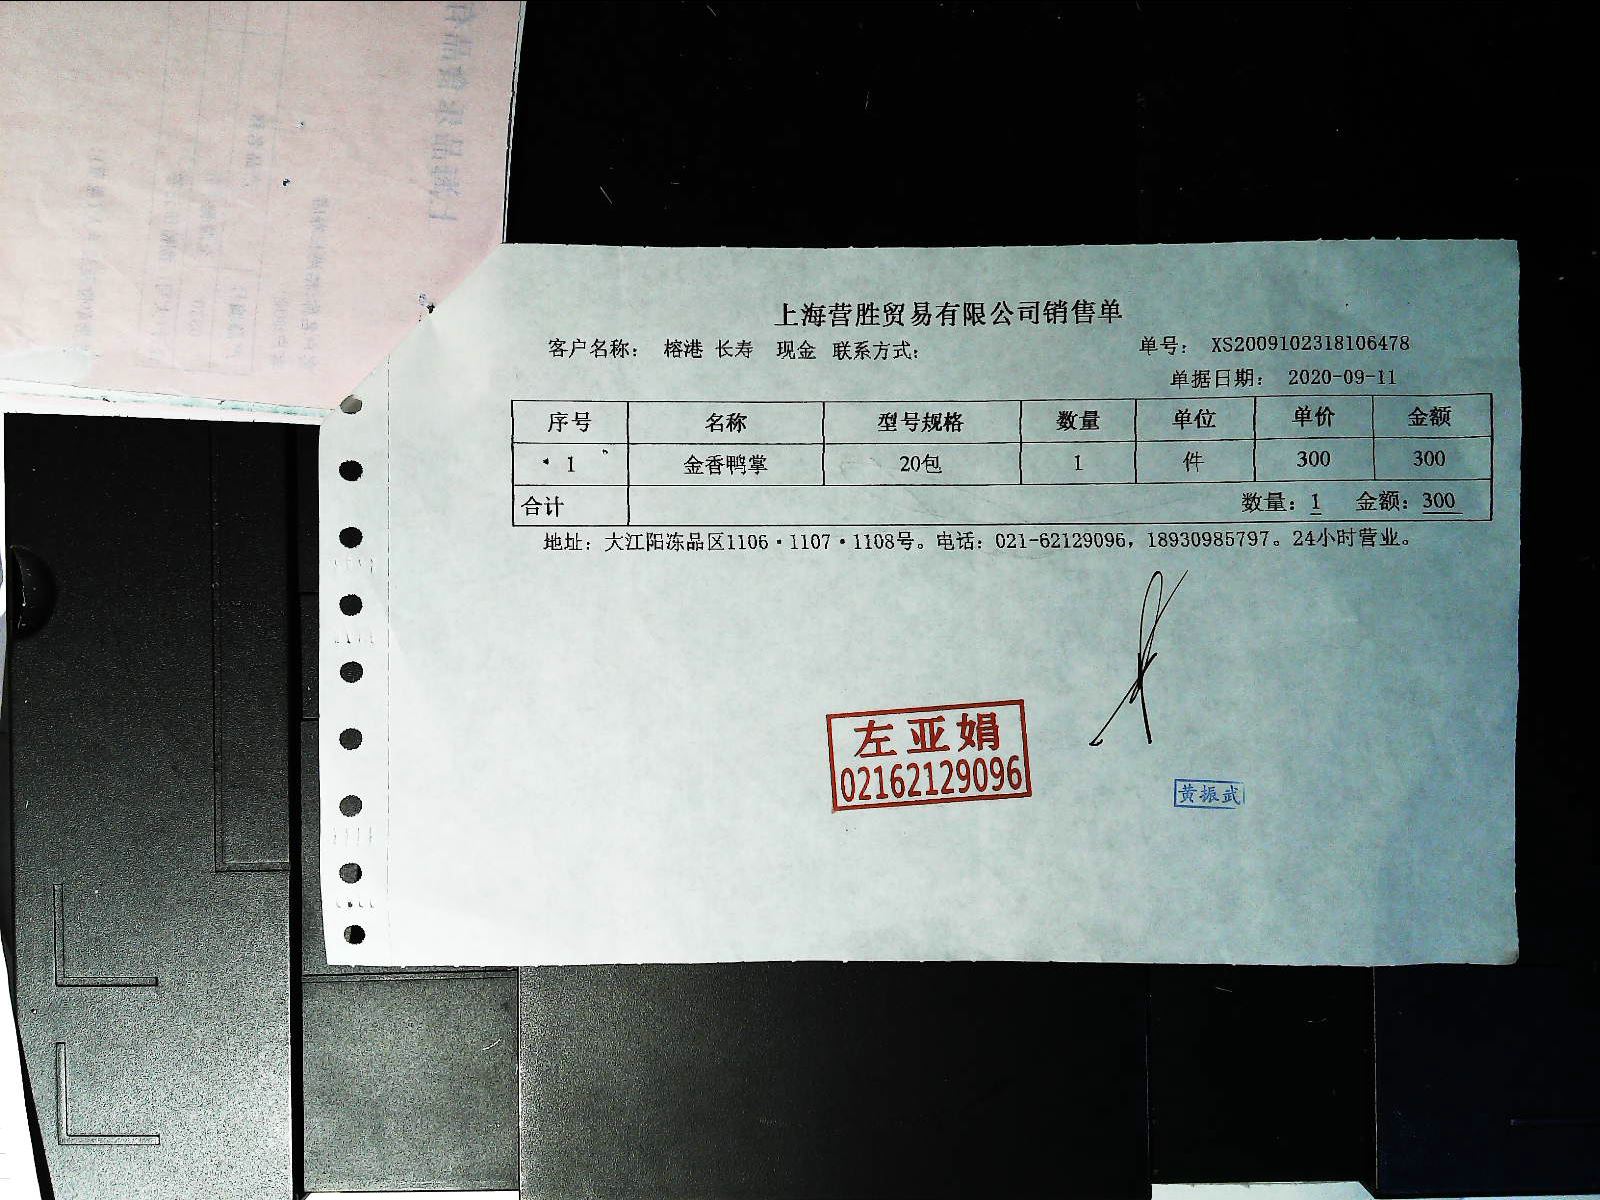 上海营胜贸易有限公司销售单
客户名称： 榕港 长寿 现金 联系方式：
单号： XS2009102318106478
单据日期： 2020-09-11
序号 名称 型号规格 数量 单位 单价 金额
1 金香鸭掌 20包 1 件 300 300
合计 数量：1 金额：300
地址：大江阳冻品区1106·1107·1108号。电话：021-62129096，18930985797。24小时营业。
左亚娟
02162129096
黄振武